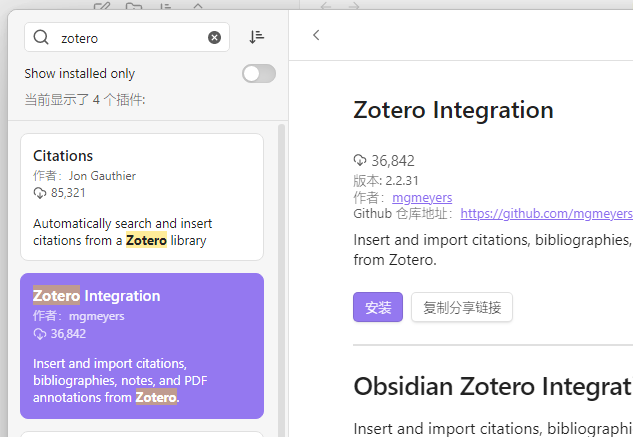 zotero
Show installed only
当前显示了 4 个插件:
Citations
作者：Jon Gauthier
85,321
Automatically search and insert
citations from a Zotero library
Zotero Integration
作者：mgmeyers
36,842
Insert and import citations,
bibliographies, notes, and PDF
annotations from Zotero.
Zotero Integration
36,842
版本: 2.2.31
作者：mgmeyers
Github 仓库地址：https://github.com/mgmeyers
Insert and import citations, bibliographies,
from Zotero.
安装
复制分享链接
Obsidian Zotero Integrat
Insert and import citations, bibliographi